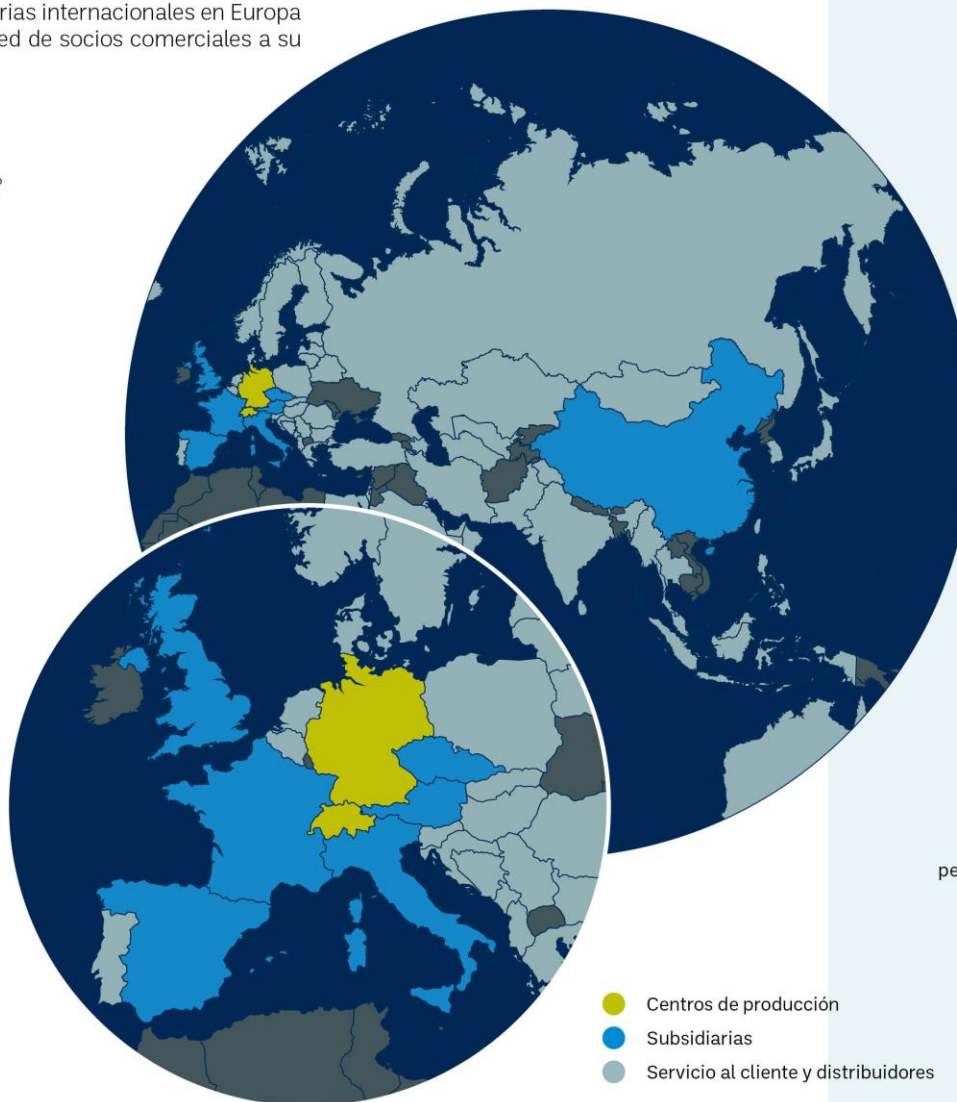 rias internacionales en Europa
ed de socios comerciales a su
pe
Centros de producción
Subsidiarias
Servicio al cliente y distribuidores